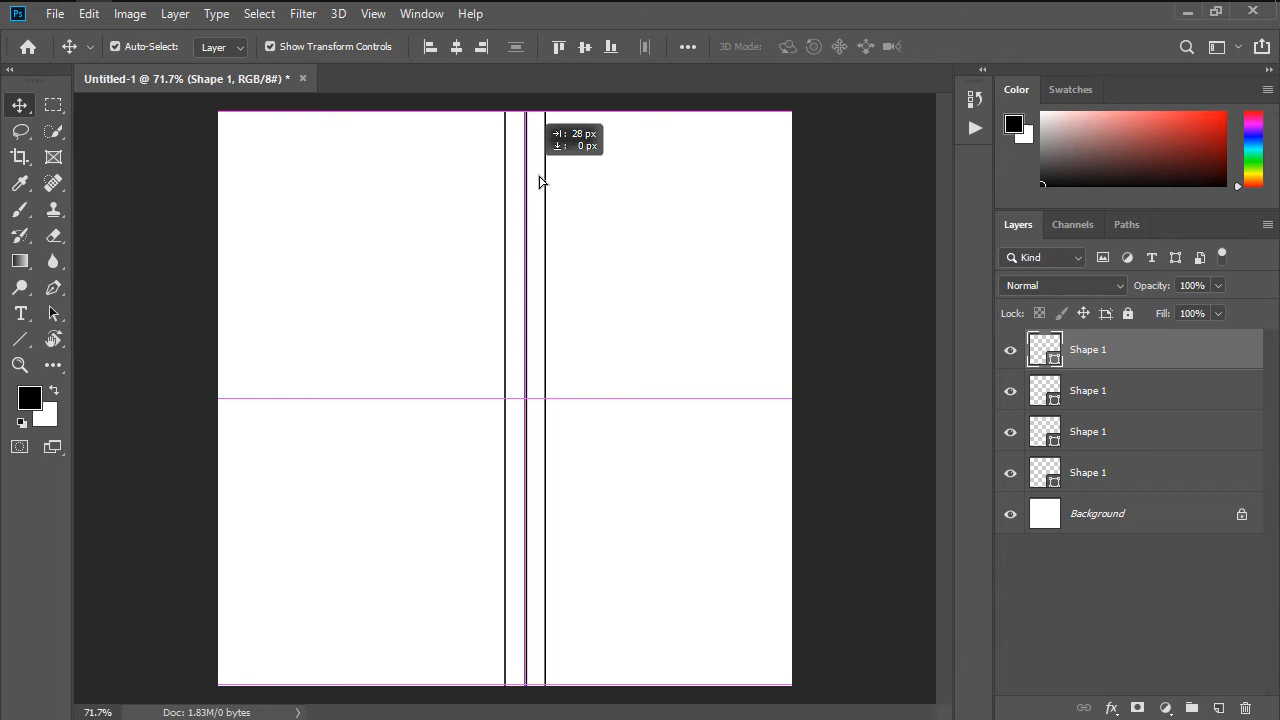 Ps File Edit Image Layer Type Select Filter 3D View Window Help
Auto-Select: Layer Show Transform Controls 3D Mode:
Untitled-1 @ 71.7% (Shape 1, RGB/8#) *
Color Swatches
28 px
0 px
Layers Channels Paths
Kind
Normal Opacity: 100%
Lock: Fill: 100%
Shape 1
Shape 1
Shape 1
Shape 1
Background
71.7% Doc: 1.83M/0 bytes